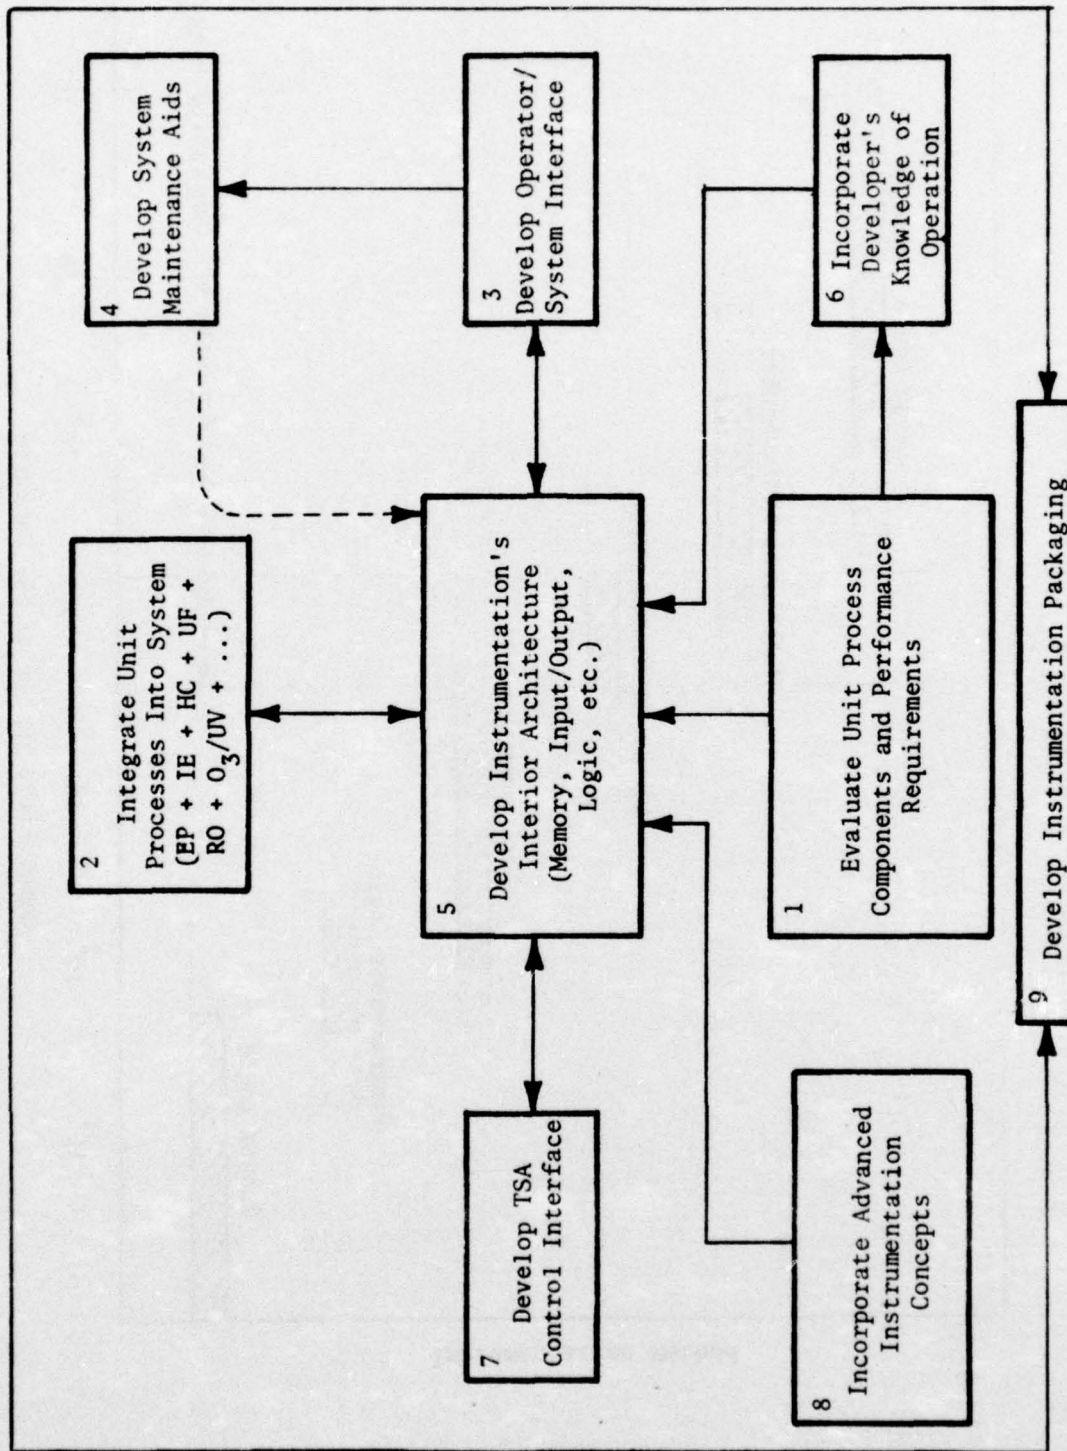 2
Integrate Unit
Processes Into System
(EP + IE + HC + UF +
RO + O3/UV + ...)
4
Develop System
Maintenance Aids
7
Develop TSA
Control Interface
5
Develop Instrumentation's
Interior Architecture
(Memory, Input/Output,
Logic, etc.)
3
Develop Operator/
System Interface
8
Incorporate Advanced
Instrumentation
Concepts
1
Evaluate Unit Process
Components and Performance
Requirements
6 Incorporate
Developer's
Knowledge of
Operation
9 Develop Instrumentation Packaging